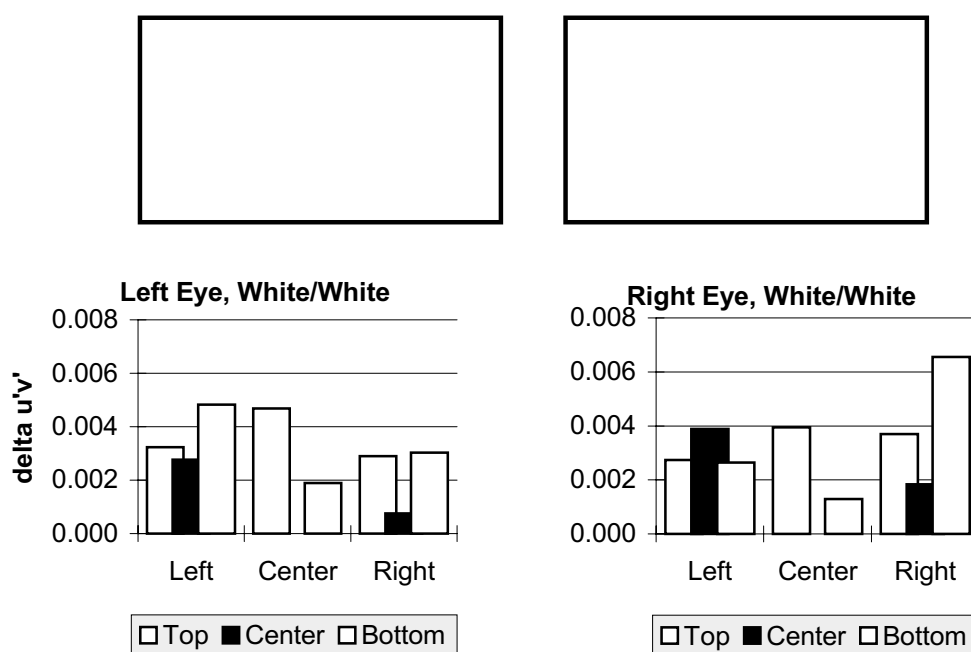 Left Eye, White/White
0.008
0.006
0.004
0.002
0.000
delta u'v'
Left Center Right
Top Center Bottom
Right Eye, White/White
0.008
0.006
0.004
0.002
0.000
Left Center Right
Top Center Bottom